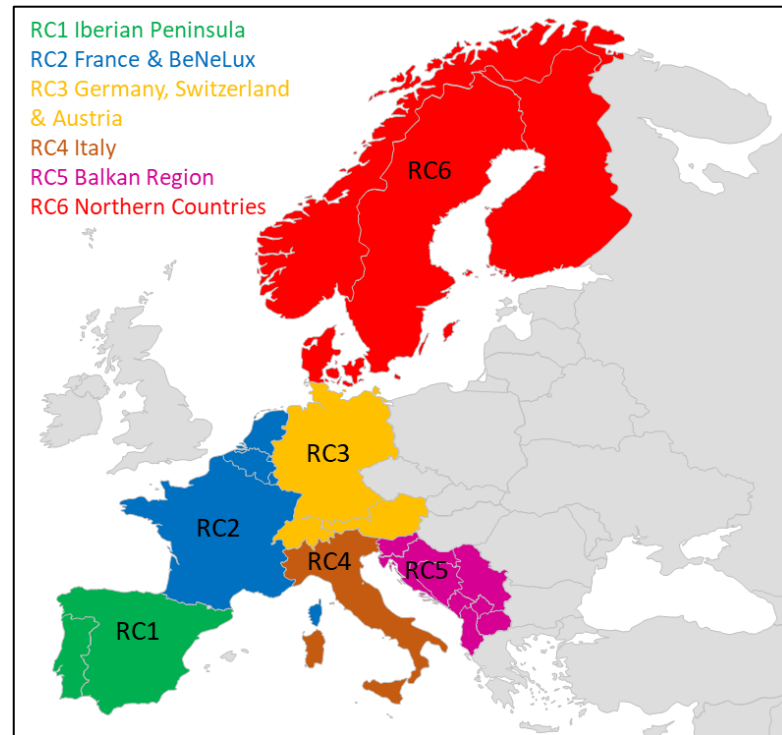 RC1 Iberian Peninsula
RC2 France & BeNeLux
RC3 Germany, Switzerland
& Austria
RC4 Italy
RC5 Balkan Region
RC6 Northern Countries
RC6
RC3
RC2
RC4
RC5
RC1